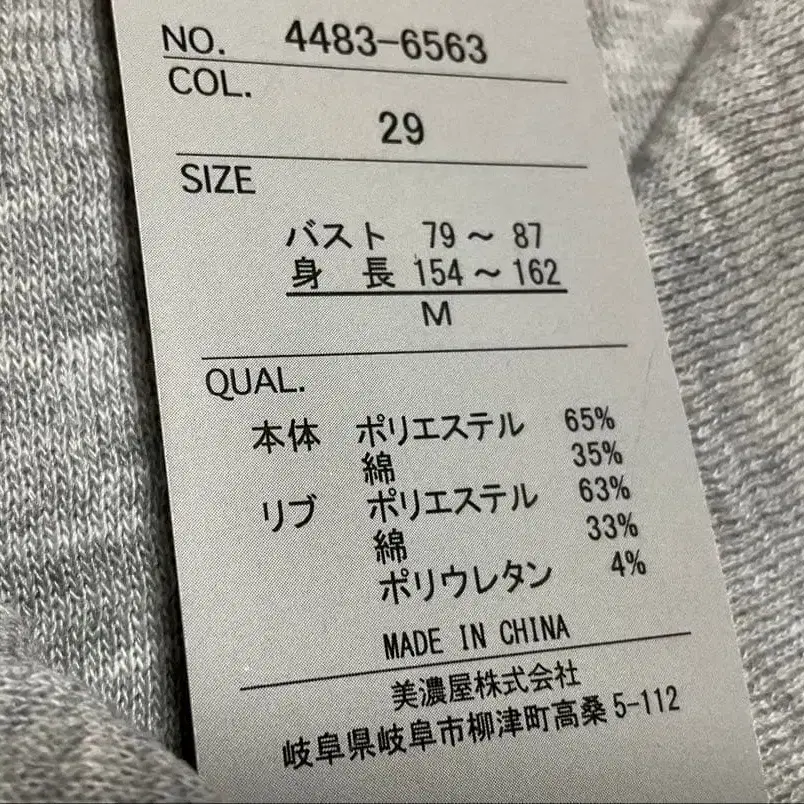 NO. 4483-6563
COL.
29
SIZE
バスト 79～87
身 長 154～162
M
QUAL.
本体 ポリエステル 65%
綿 35%
リブ ポリエステル 63%
綿 33%
ポリウレタン 4%
MADE IN CHINA
美濃屋株式会社
岐阜県岐阜市柳津町高桑5-112